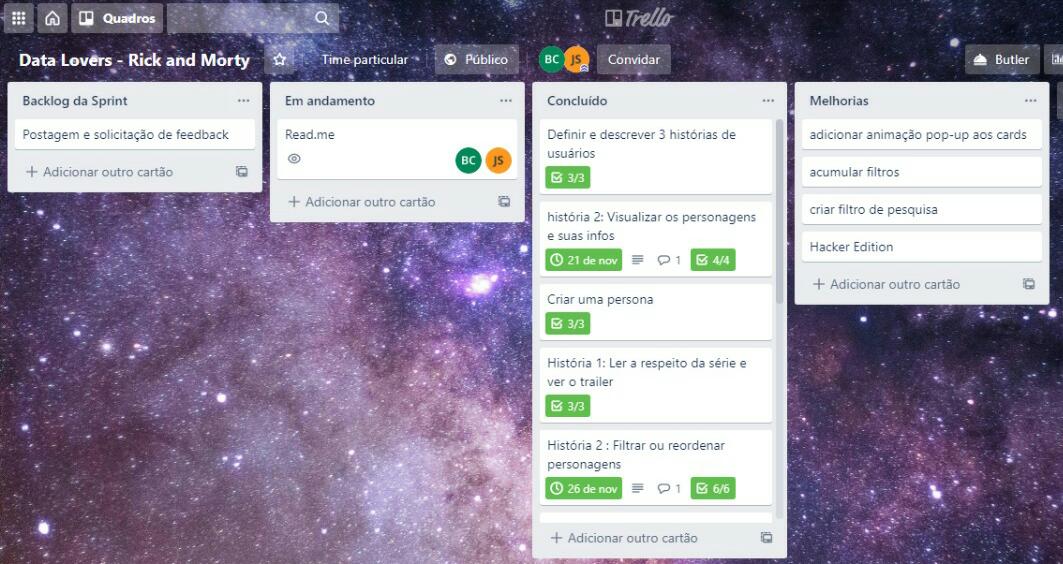 Quadros
Trello
Data Lovers - Rick and Morty
Time particular
Público
BC
JS
Convidar
Butler
Backlog da Sprint
Postagem e solicitação de feedback
Adicionar outro cartão
Em andamento
Read.me
BC
JS
Adicionar outro cartão
Concluído
Definir e descrever 3 histórias de
usuários
3/3
história 2: Visualizar os personagens
e suas infos
21 de nov
1
4/4
Criar uma persona
3/3
História 1: Ler a respeito da série e
ver o trailer
3/3
História 2 : Filtrar ou reordenar
personagens
26 de nov
1
6/6
Adicionar outro cartão
Melhorias
adicionar animação pop-up aos cards
acumular filtros
criar filtro de pesquisa
Hacker Edition
Adicionar outro cartão